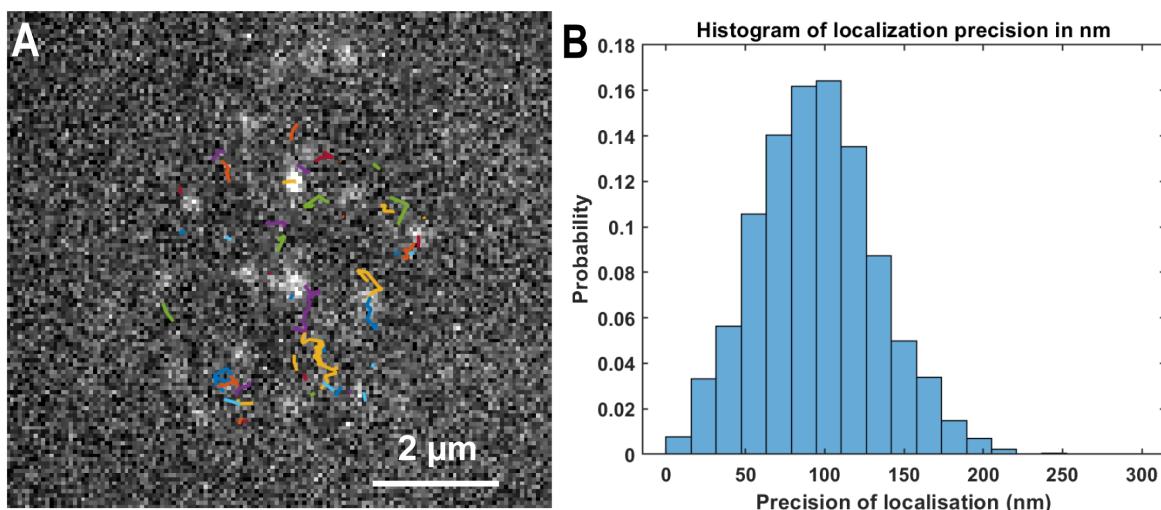 A
2 µm
B
Histogram of localization precision in nm
Probability
0.18
0.16
0.14
0.12
0.1
0.08
0.06
0.04
0.02
0
0 50 100 150 200 250 300
Precision of localisation (nm)